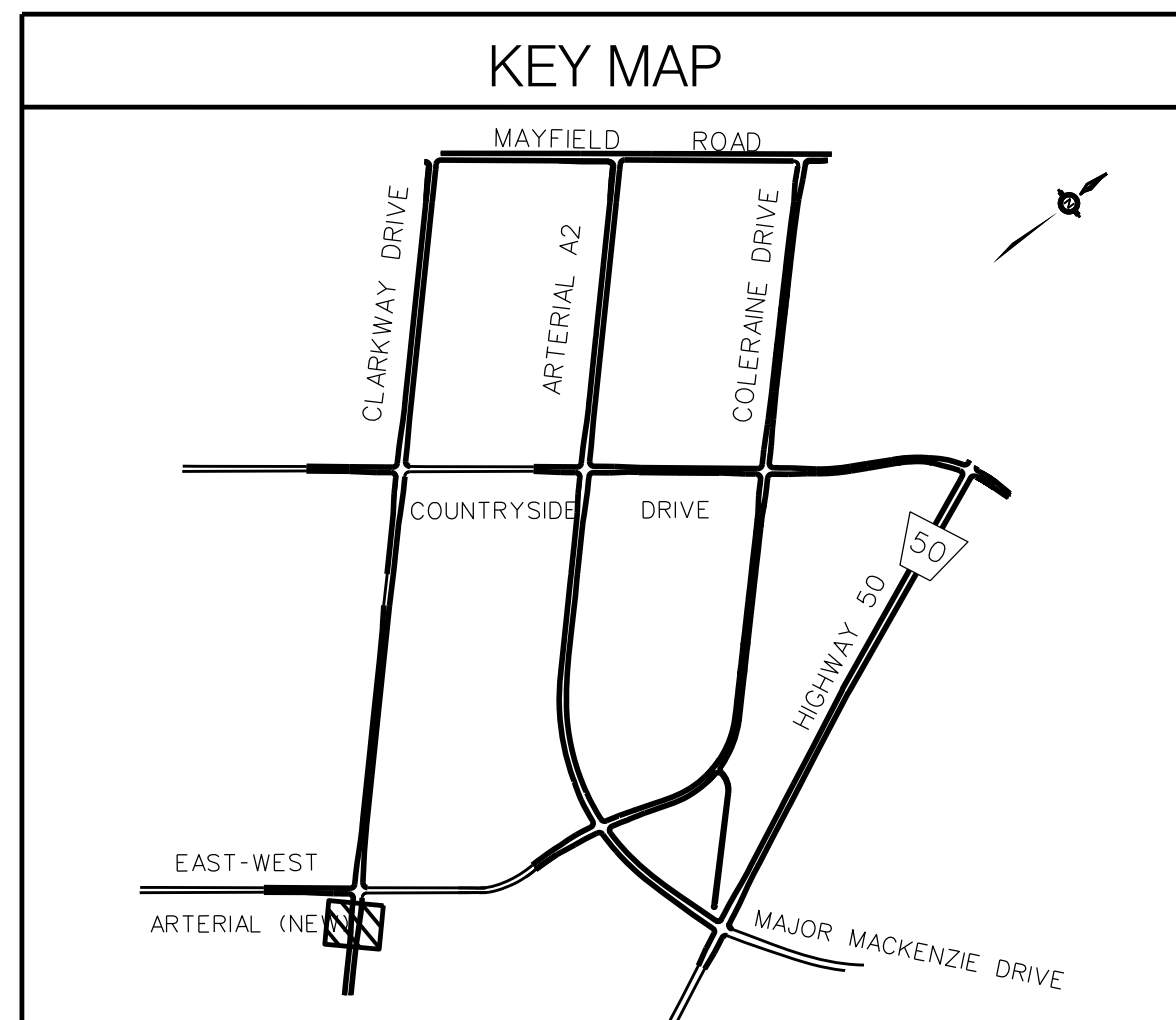 KEY MAP
MAYFIELD ROAD
CLARKWAY DRIVE
ARTERIAL A2
COLERAINE DRIVE
N
COUNTRYSIDE DRIVE
50
HIGHWAY 50
EAST-WEST
ARTERIAL (NEW)
MAJOR MACKENZIE DRIVE